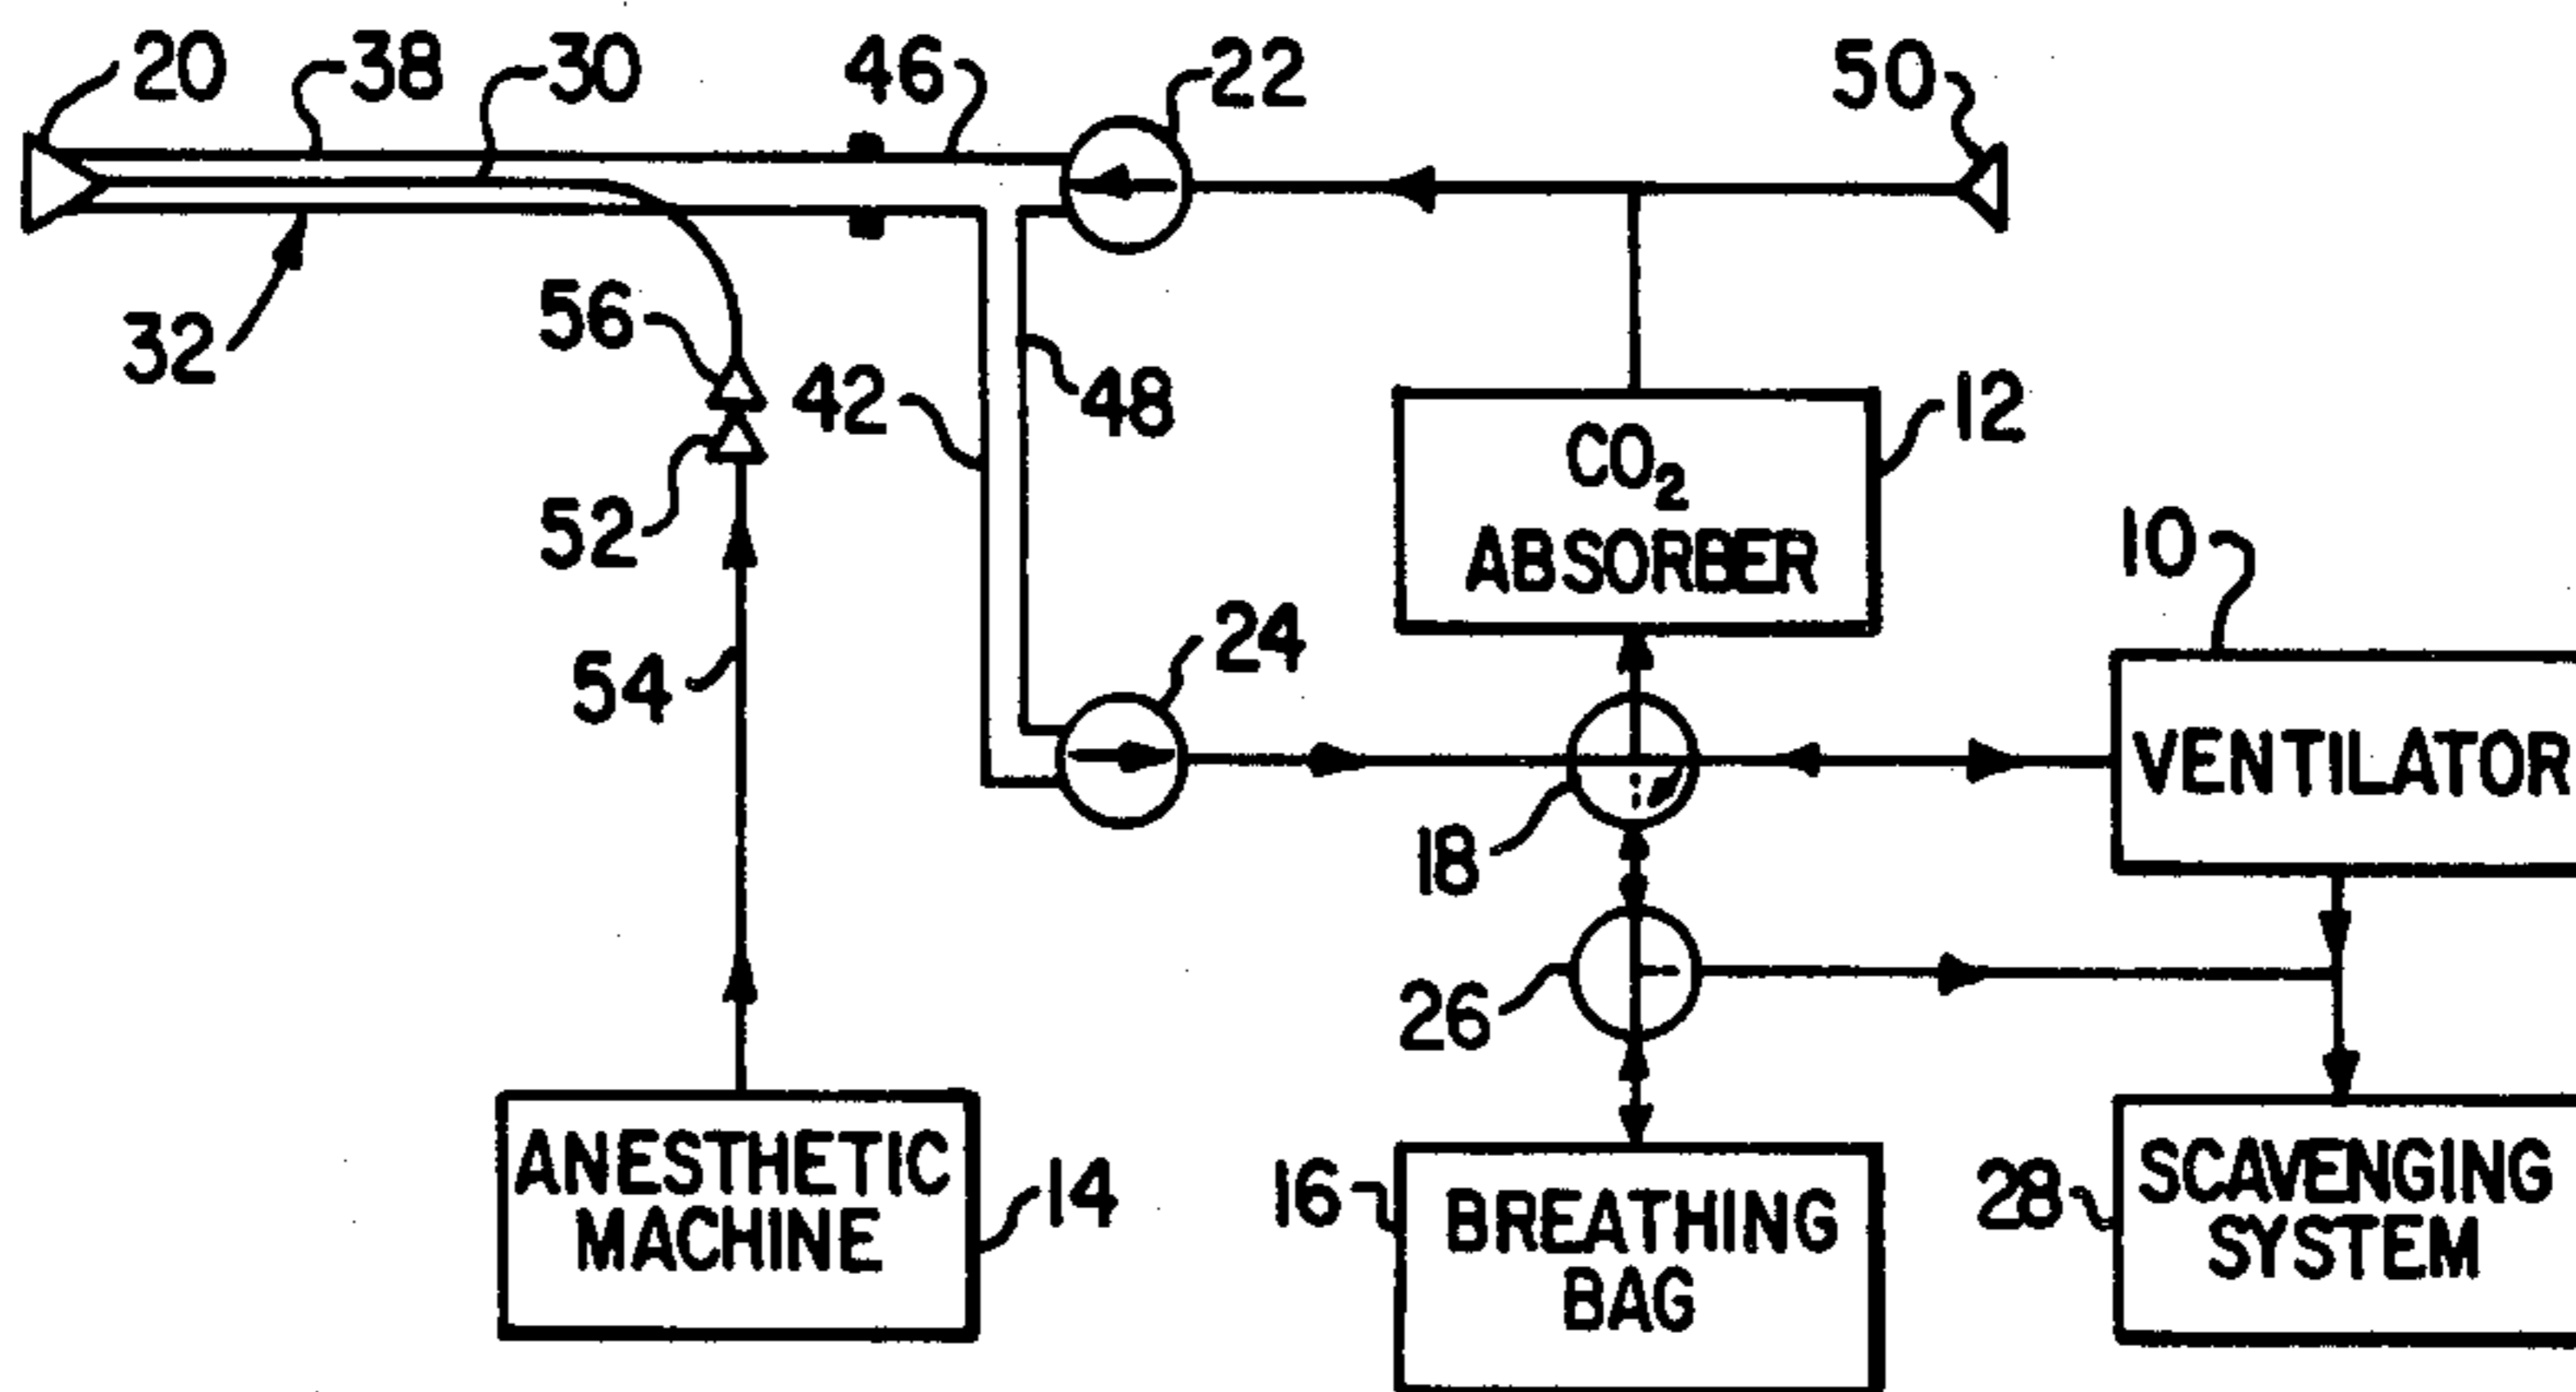 20
38
30
46
22
50
32
56
42
48
CO₂
ABSORBER
12
52
10
54
24
VENTILATOR
18
26
ANESTHETIC
MACHINE
14
16
BREATHING
BAG
28
SCAVENGING
SYSTEM